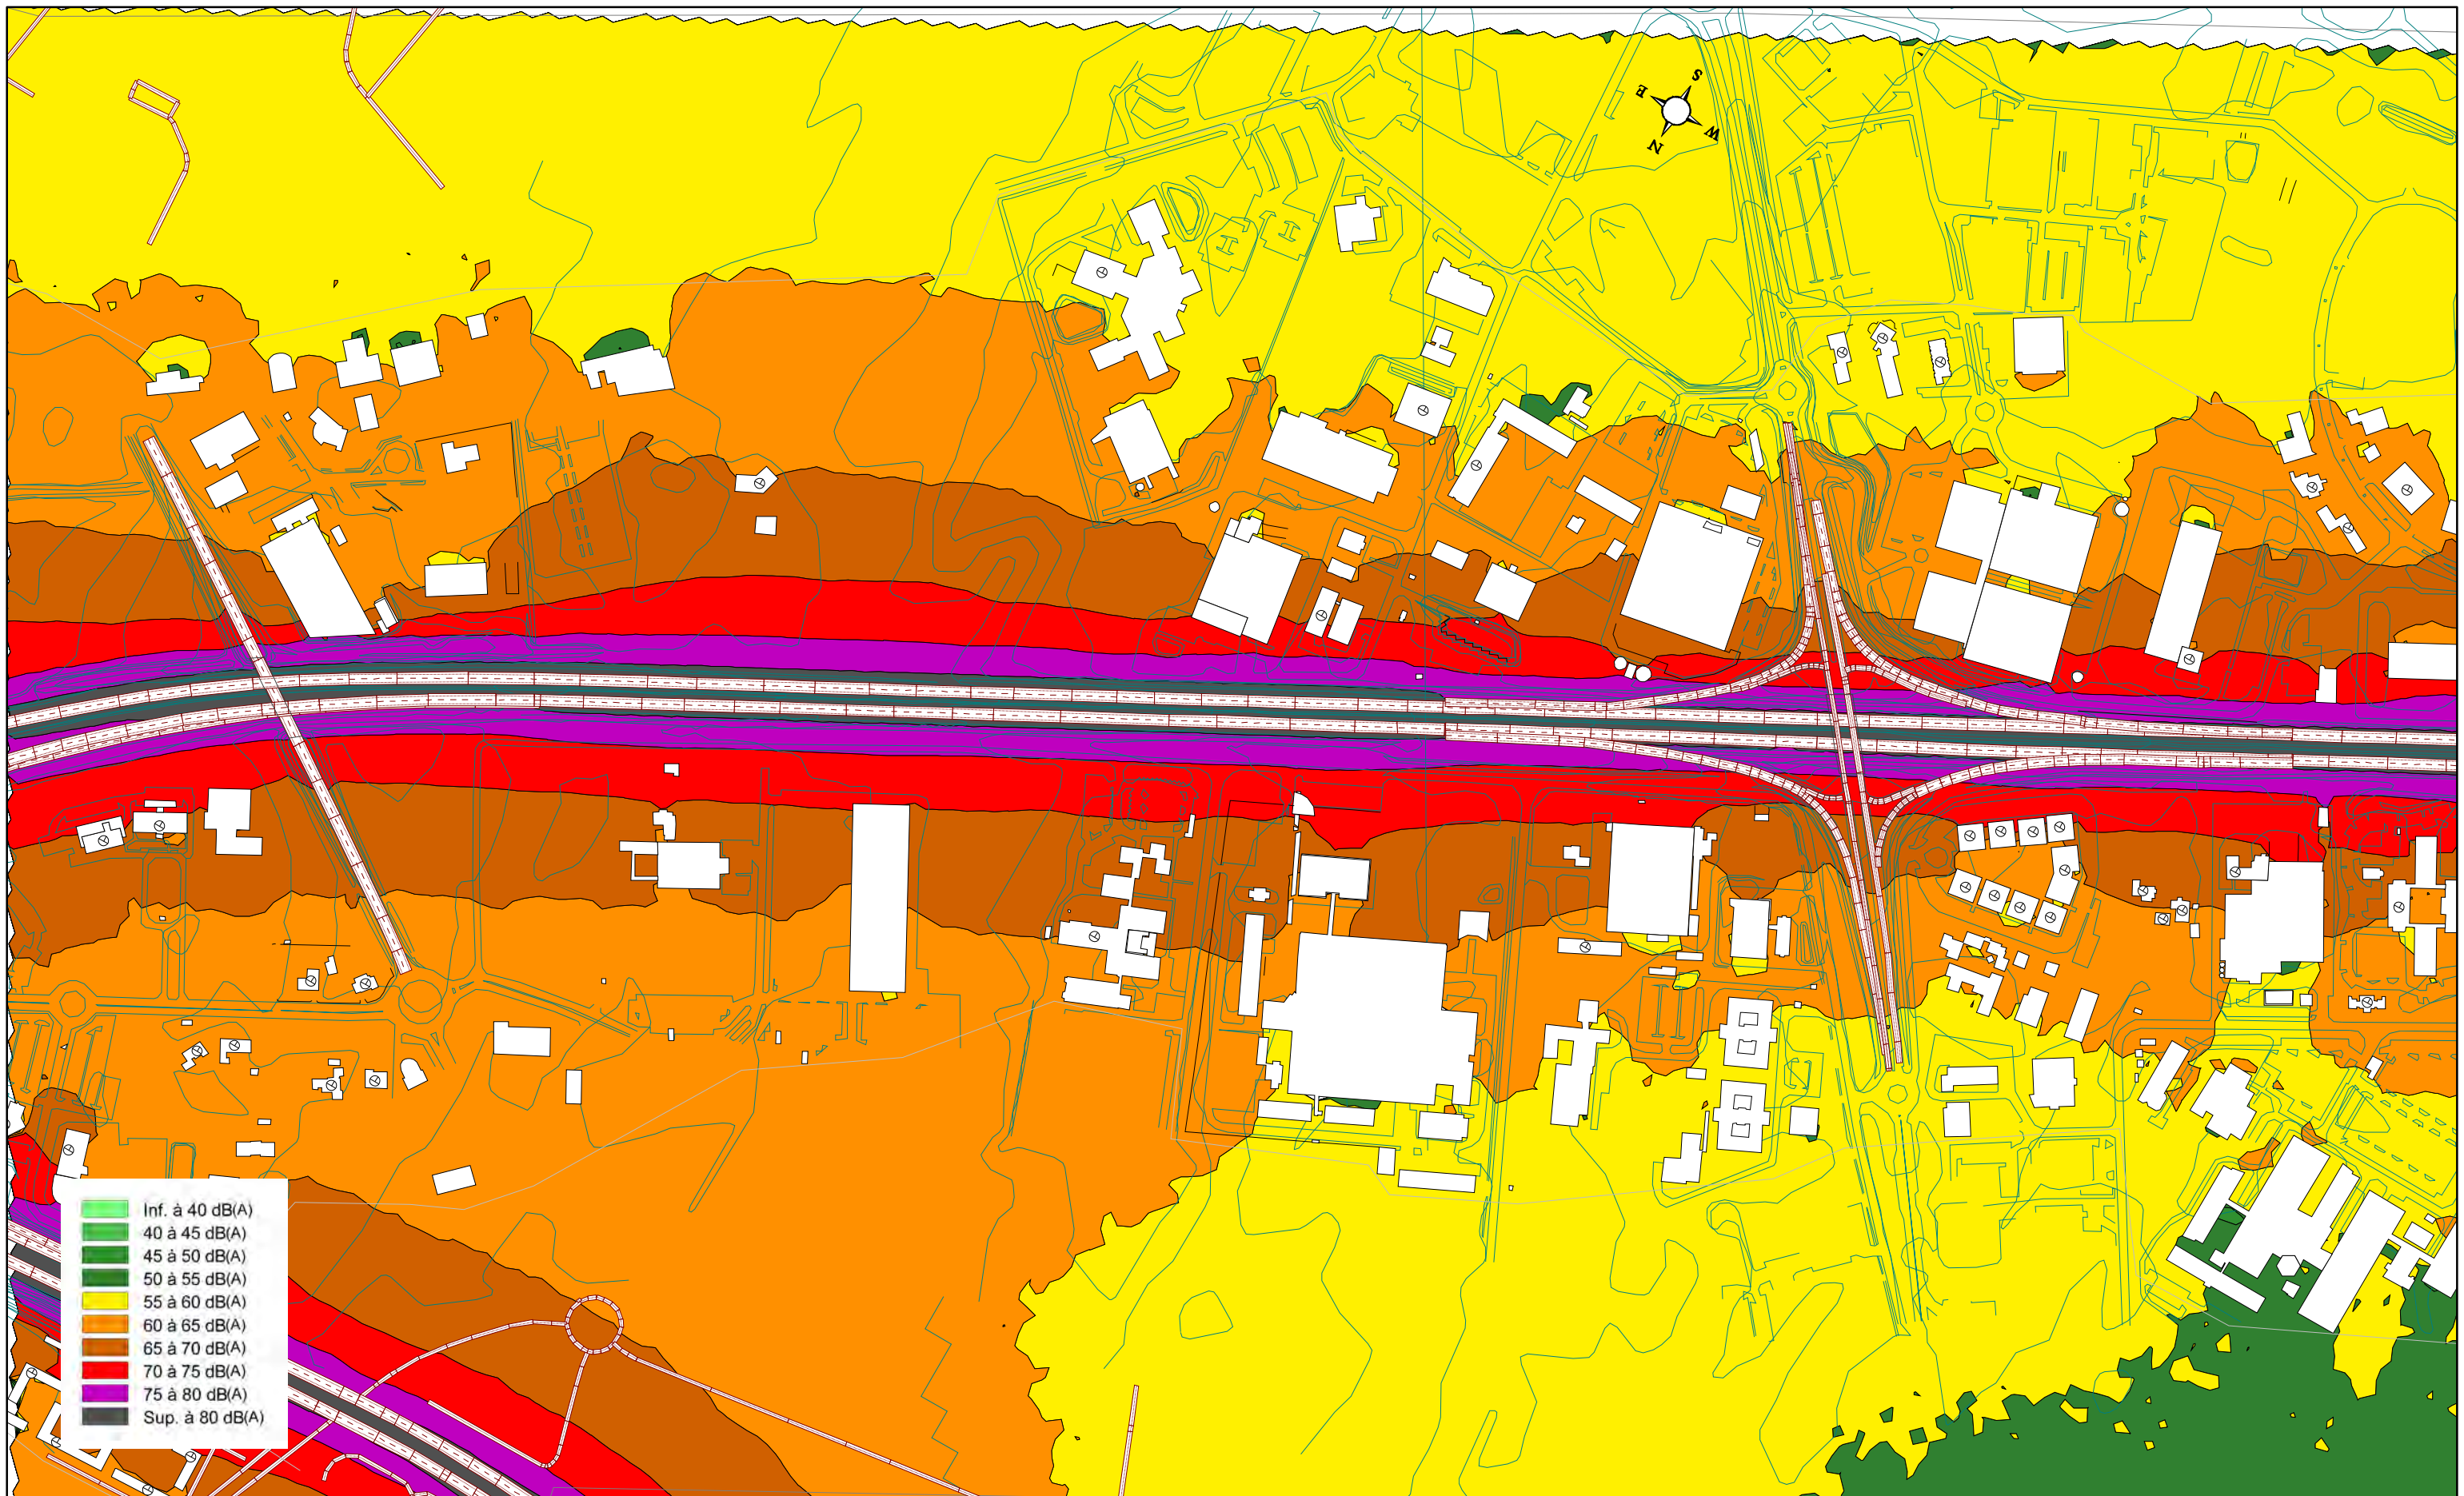 S
E
W
N
Inf. à 40 dB(A)
40 à 45 dB(A)
45 à 50 dB(A)
50 à 55 dB(A)
55 à 60 dB(A)
60 à 65 dB(A)
65 à 70 dB(A)
70 à 75 dB(A)
75 à 80 dB(A)
Sup. à 80 dB(A)